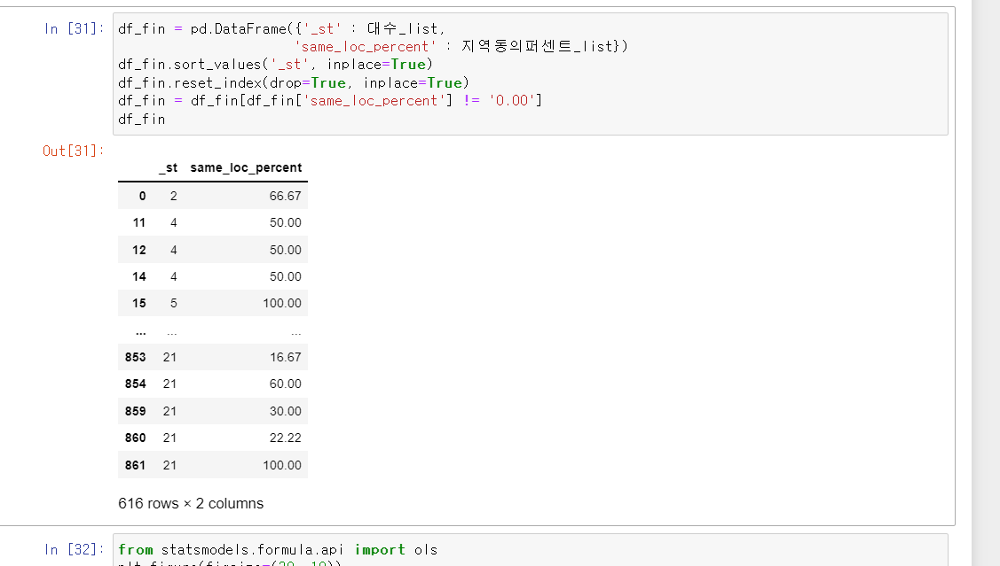 In [31]: df_fin = pd.DataFrame({'_st' : 대수_list,
'same_loc_percent' : 지역동의퍼센트_list})
df_fin.sort_values('_st', inplace=True)
df_fin.reset_index(drop=True, inplace=True)
df_fin = df_fin[df_fin['same_loc_percent'] != '0.00']
df_fin
Out[31]:
_st same_loc_percent
0 2 66.67
11 4 50.00
12 4 50.00
14 4 50.00
15 5 100.00
... ... ...
853 21 16.67
854 21 60.00
859 21 30.00
860 21 22.22
861 21 100.00
616 rows × 2 columns
In [32]: from statsmodels.formula.api import ols